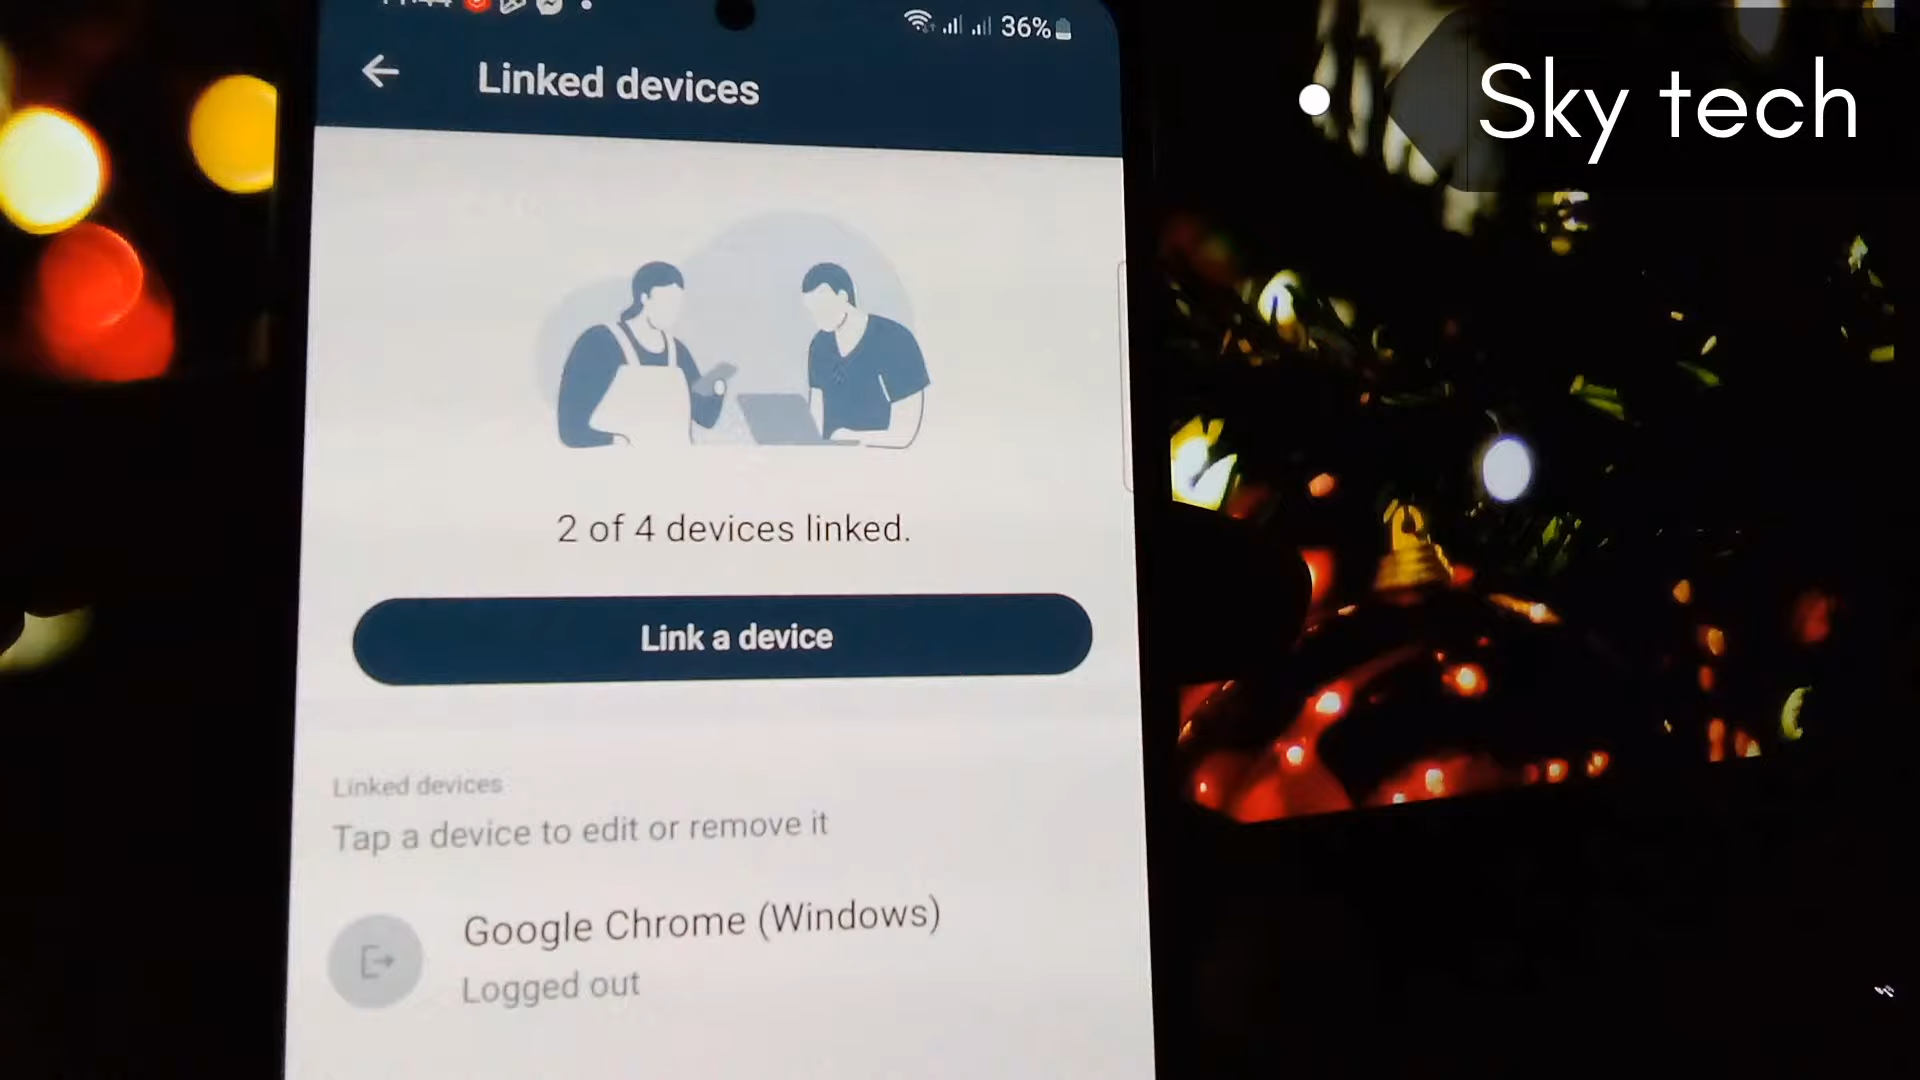 36%
Linked devices
Sky tech
2 of 4 devices linked.
Link a device
Linked devices
Tap a device to edit or remove it
Google Chrome (Windows)
Logged out